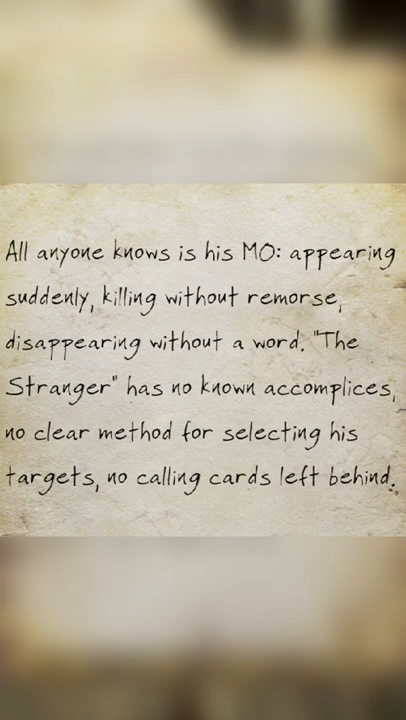 All anyone knows is his MO: appearing
suddenly, killing without remorse,
disappearing without a word. "The
Stranger" has no known accomplices,
no clear method for selecting his
targets, no calling cards left behind.